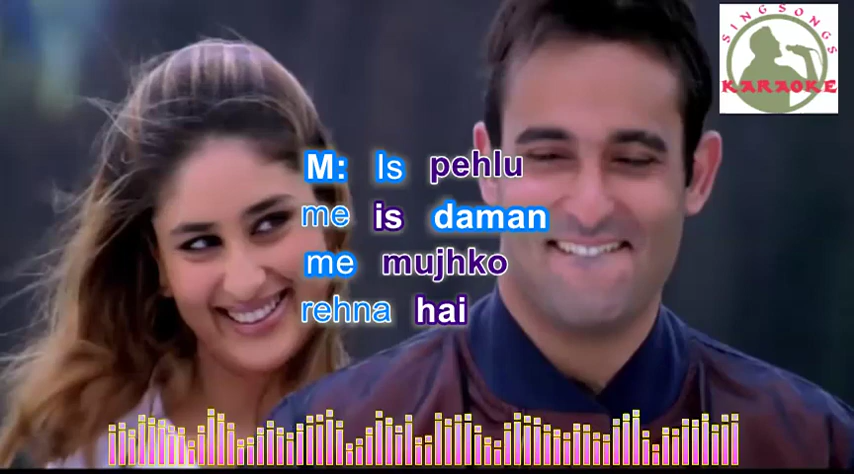 SINGSONGS
KARAOKE
M: Is pehlu
me is daman
me mujhko
rehna hai